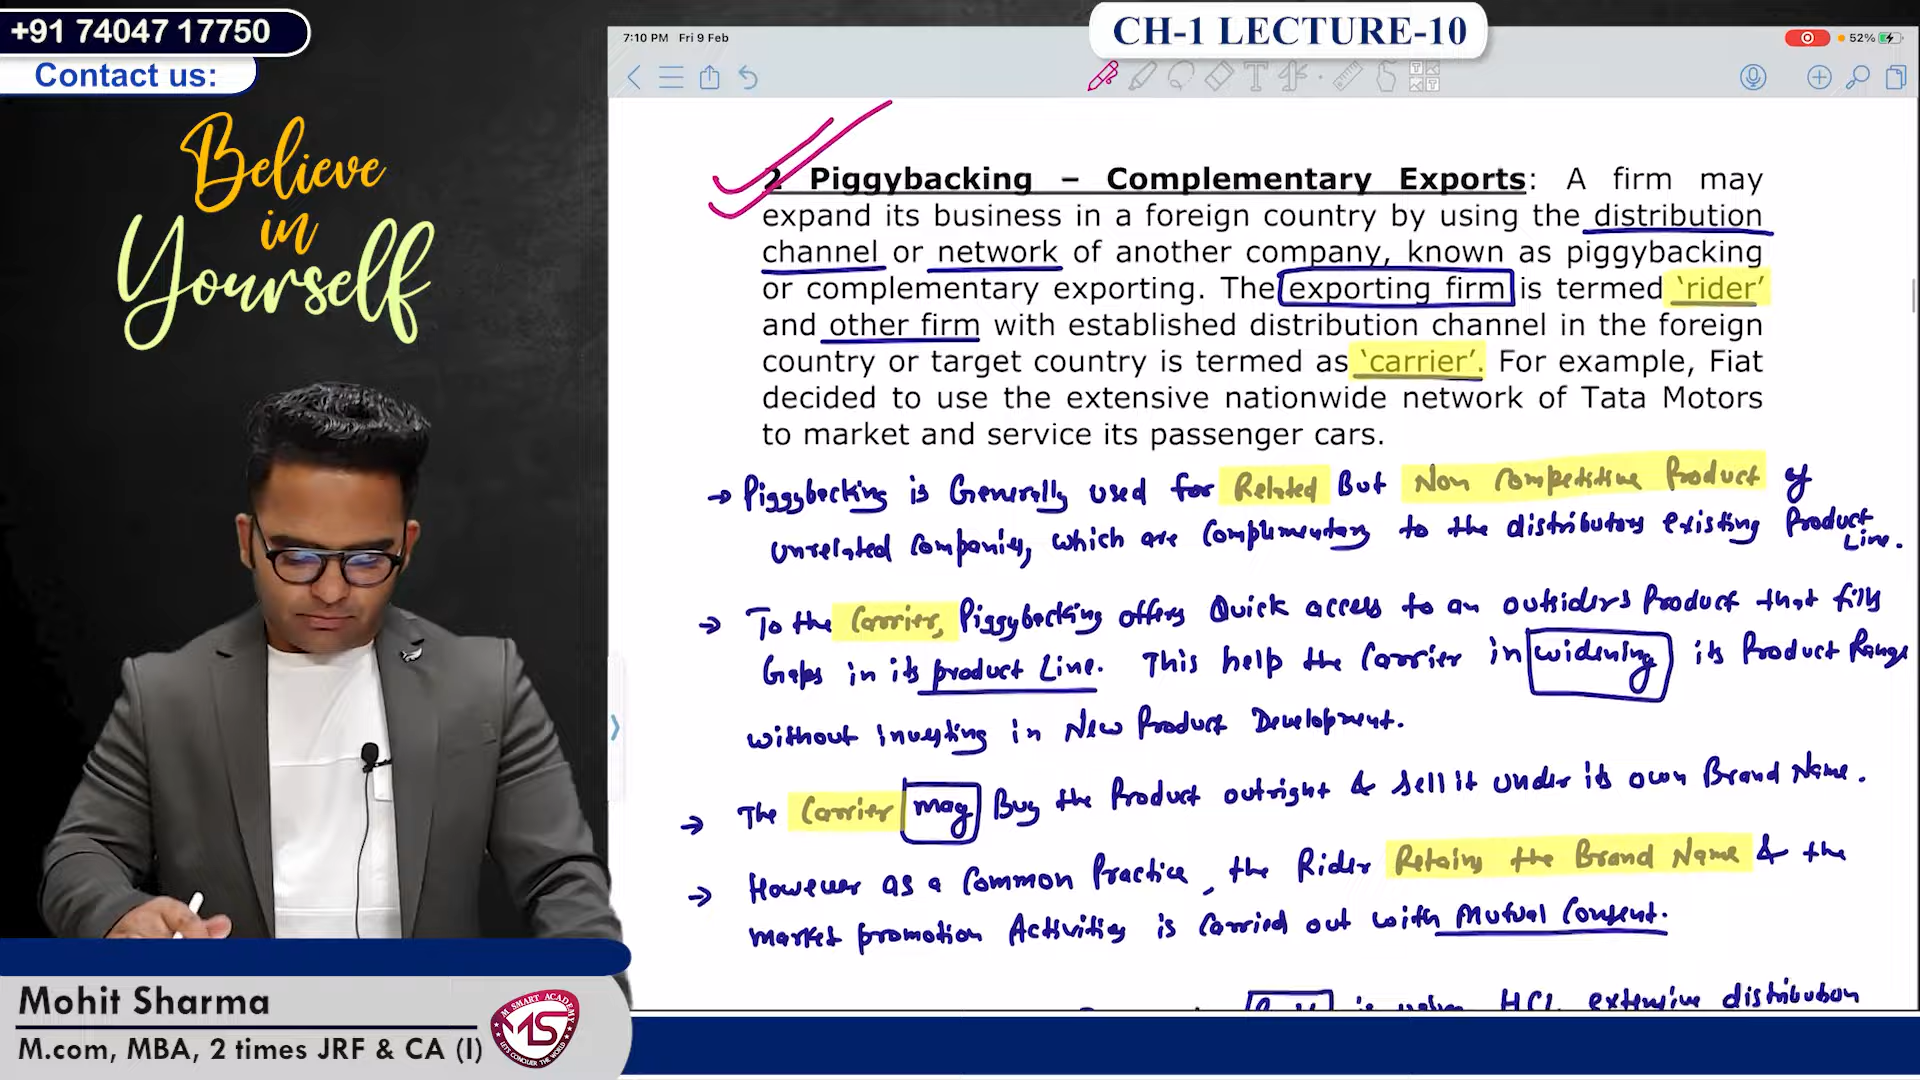 +91 74047 17750
Contact us:
Believe
in
Yourself
7:10 PM Fri 9 Feb
CH-1 LECTURE-10
52%
2 Piggybacking – Complementary Exports: A firm may
expand its business in a foreign country by using the distribution
channel or network of another company, known as piggybacking
or complementary exporting. The exporting firm is termed ‘rider’
and other firm with established distribution channel in the foreign
country or target country is termed as ‘carrier’. For example, Fiat
decided to use the extensive nationwide network of Tata Motors
to market and service its passenger cars.
→ Piggybacking is Generally used for Related But Non Competitive Product of
unrelated Companies, which are Complimentary to the distributors existing Product
Line.
→ To the Carrier, Piggybacking offers Quick access to an outsiders Product that fills
Gaps in its product Line. This help the Carrier in widening its Product Range
without investing in New Product Development.
→ The Carrier may Buy the Product outright & sell it under its own Brand Name.
→ However as a Common Practice, the Rider Retains the Brand Name & the
market promotion Activities is Carried out with Mutual Consent.
HCL extensive distribution
Mohit Sharma
M.com, MBA, 2 times JRF & CA (I)
M SMART ACADEMY
MS
LET'S CONQUER THE WORLD